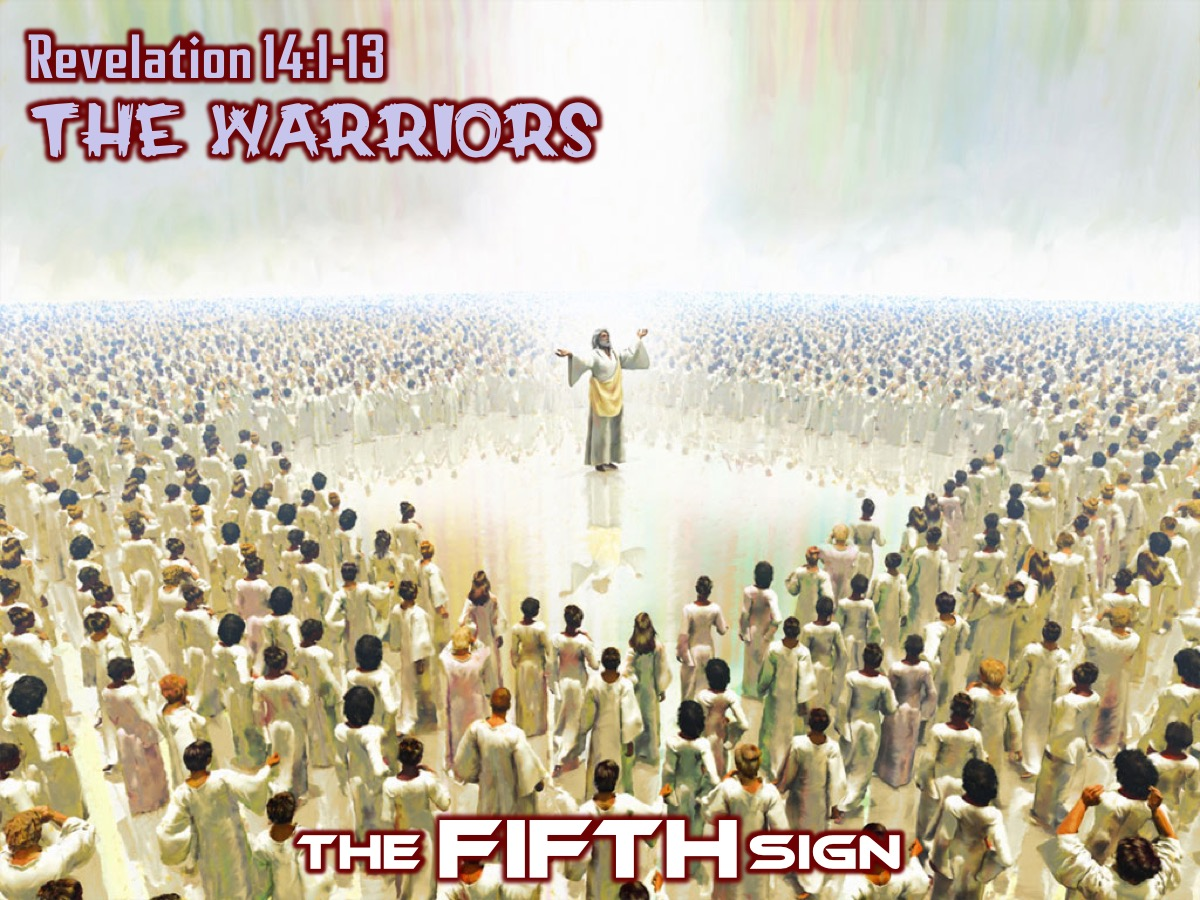 Revelation 14:1-13
THE WARRIORS
THE FIFTH SIGN